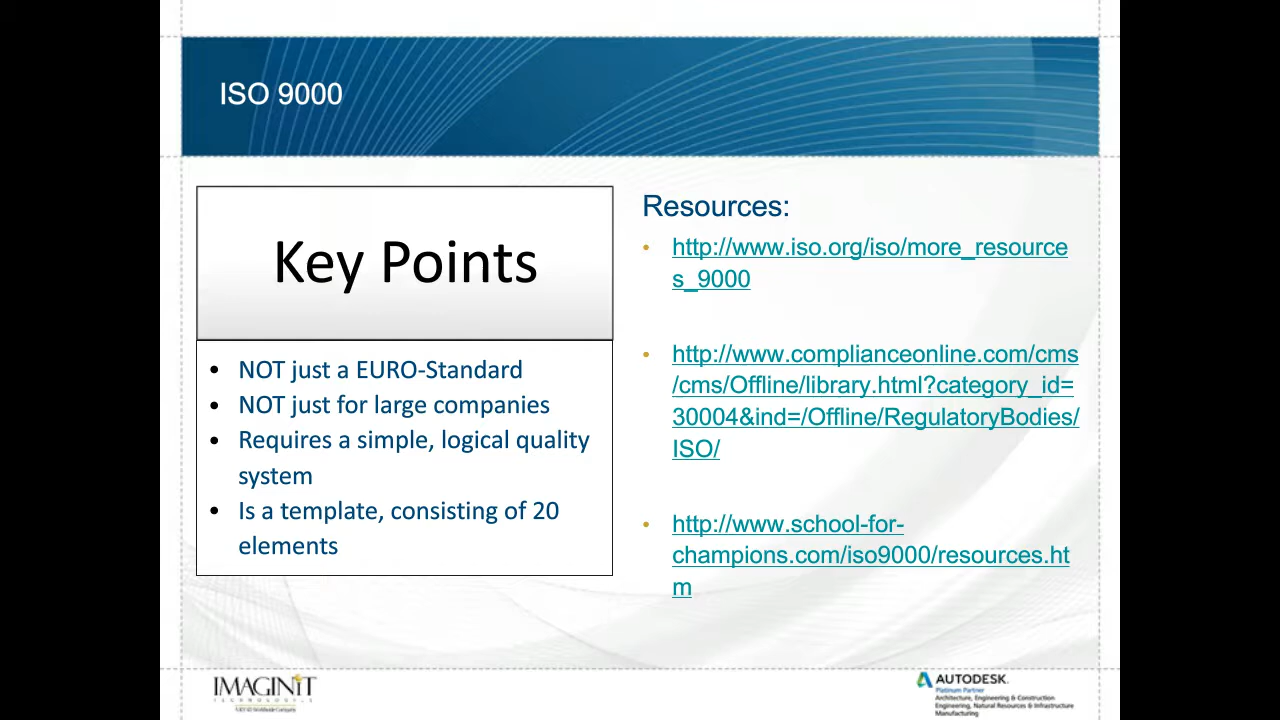 ISO 9000
Key Points
• NOT just a EURO-Standard
• NOT just for large companies
• Requires a simple, logical quality
system
• Is a template, consisting of 20
elements
Resources:
• http://www.iso.org/iso/more_resource
s_9000
• http://www.complianceonline.com/cms
/cms/Offline/library.html?category_id=
30004&ind=/Offline/RegulatoryBodies/
ISO/
• http://www.school-for-
champions.com/iso9000/resources.ht
m
IMAGINiT
TECHNOLOGIES
AUTODESK.
Platinum Partner
Architecture, Engineering & Construction
Engineering, Natural Resources & Infrastructure
Manufacturing